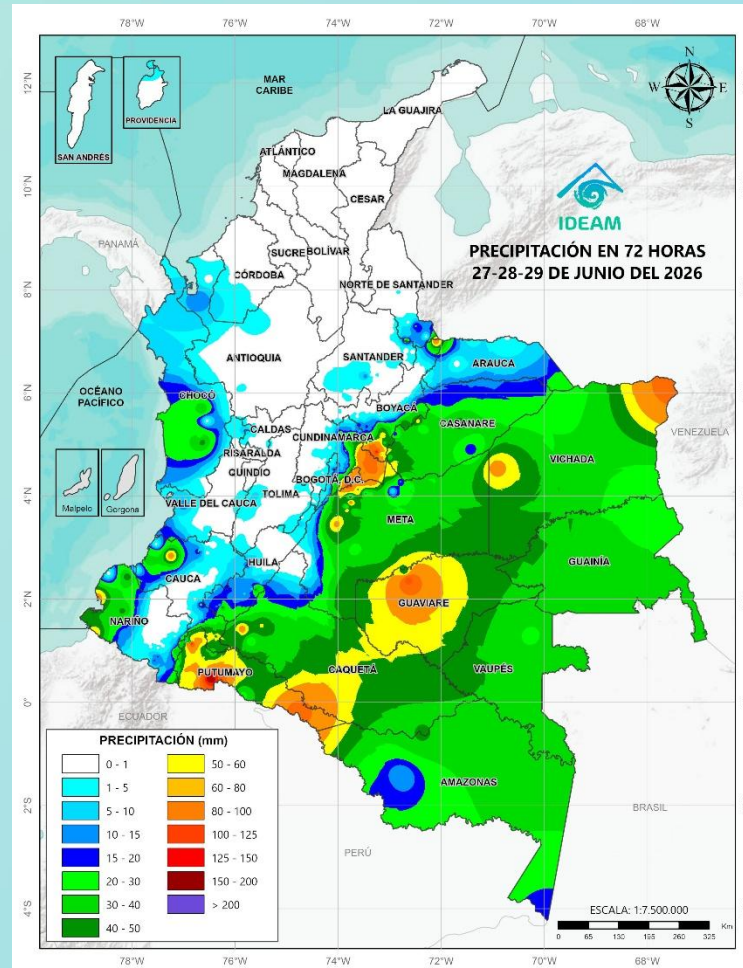 78°W 76°W 74°W 72°W 70°W 68°W
12°N
10°N
8°N
6°N
4°N
2°N
0°
2°S
4°S
SAN ANDRÉS
PROVIDENCIA
MAR
CARIBE
N
W E
S
IDEAM
PRECIPITACIÓN EN 72 HORAS
27-28-29 DE JUNIO DEL 2026
LA GUAJIRA
ATLÁNTICO
MAGDALENA
CESAR
PANAMÁ
SUCRE
BOLÍVAR
CÓRDOBA
NORTE DE SANTANDER
ANTIOQUIA
SANTANDER
ARAUCA
OCÉANO
PACÍFICO
CHOCÓ
BOYACÁ
CASANARE
CALDAS
CUNDINAMARCA
VENEZUELA
RISARALDA
VICHADA
QUINDÍO
BOGOTÁ, D.C.
Malpelo
Gorgona
TOLIMA
VALLE DEL CAUCA
META
HUILA
GUAINÍA
CAUCA
GUAVIARE
NARIÑO
PUTUMAYO
CAQUETÁ
VAUPÉS
ECUADOR
AMAZONAS
BRASIL
PERÚ
PRECIPITACIÓN (mm)
0 - 1
1 - 5
5 - 10
10 - 15
15 - 20
20 - 30
30 - 40
40 - 50
50 - 60
60 - 80
80 - 100
100 - 125
125 - 150
150 - 200
> 200
ESCALA: 1:7.500.000
0 65 130 195 260 325 Km
78°W 76°W 74°W 72°W 70°W 68°W